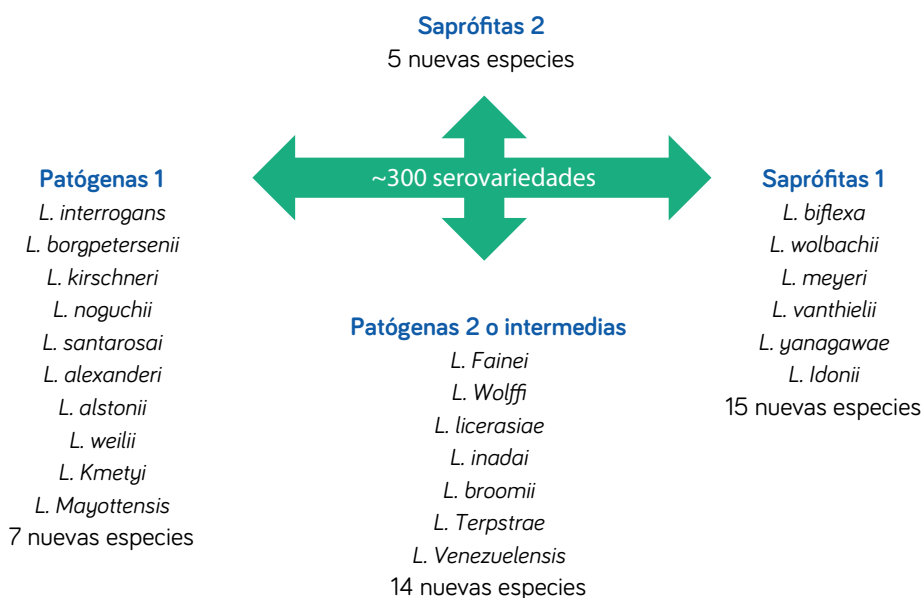 Saprófitas 2
5 nuevas especies
~300 serovariedades
Patógenas 1
L. interrogans
L. borgpetersenii
L. kirschneri
L. noguchii
L. santarosai
L. alexanderi
L. alstonii
L. weilii
L. Kmetyi
L. Mayottensis
7 nuevas especies
Patógenas 2 o intermedias
L. Fainei
L. Wolffi
L. licerasiae
L. inadai
L. broomii
L. Terpstrae
L. Venezuelensis
14 nuevas especies
Saprófitas 1
L. biflexa
L. wolbachii
L. meyeri
L. vanthielii
L. yanagawae
L. Idonii
15 nuevas especies